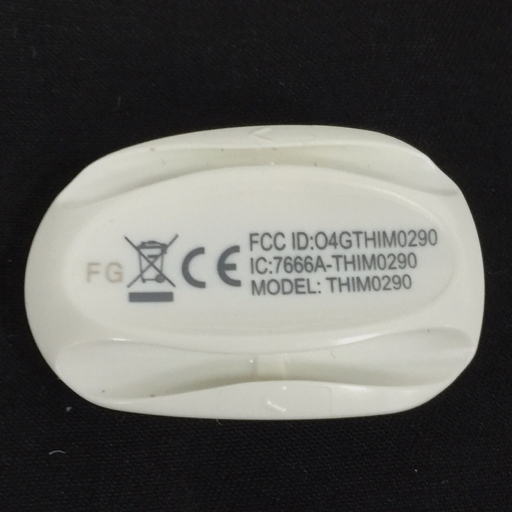 FG CE
FCC ID:O4GTHIM0290
IC:7666A-THIM0290
MODEL: THIM0290